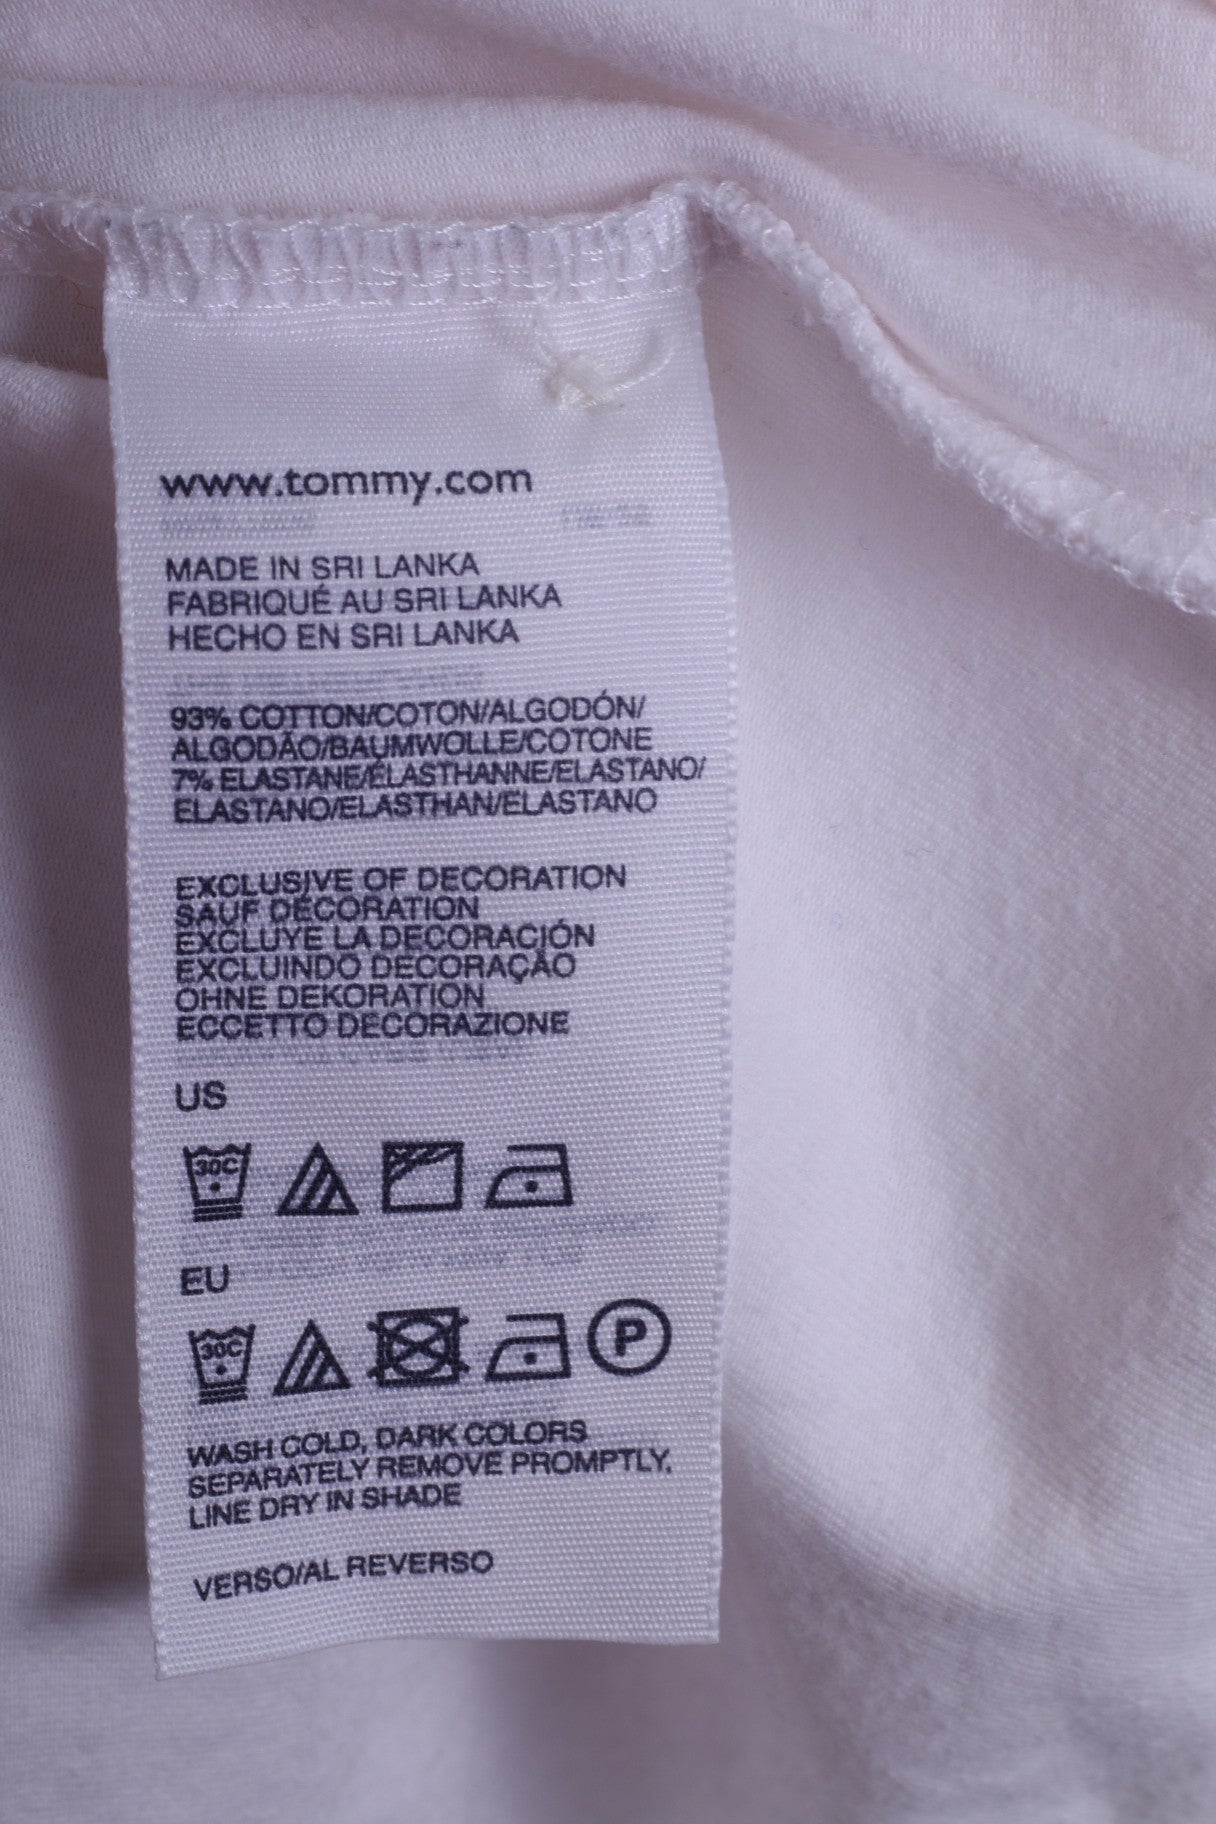 www.tommy.com
MADE IN SRI LANKA
FABRIQUÉ AU SRI LANKA
HECHO EN SRI LANKA
93% COTTON/COTON/ALGODÓN/
ALGODÃO/BAUMWOLLE/COTONE
7% ELASTANE/ÉLASTHANNE/ELASTANO/
ELASTANO/ELASTHAN/ELASTANO
EXCLUSIVE OF DECORATION
SAUF DÉCORATION
EXCLUYE LA DECORACIÓN
EXCLUINDO DECORAÇÃO
OHNE DEKORATION
ECCETTO DECORAZIONE
US
30C
EU
30C P
WASH COLD, DARK COLORS
SEPARATELY REMOVE PROMPTLY,
LINE DRY IN SHADE
VERSO/AL REVERSO